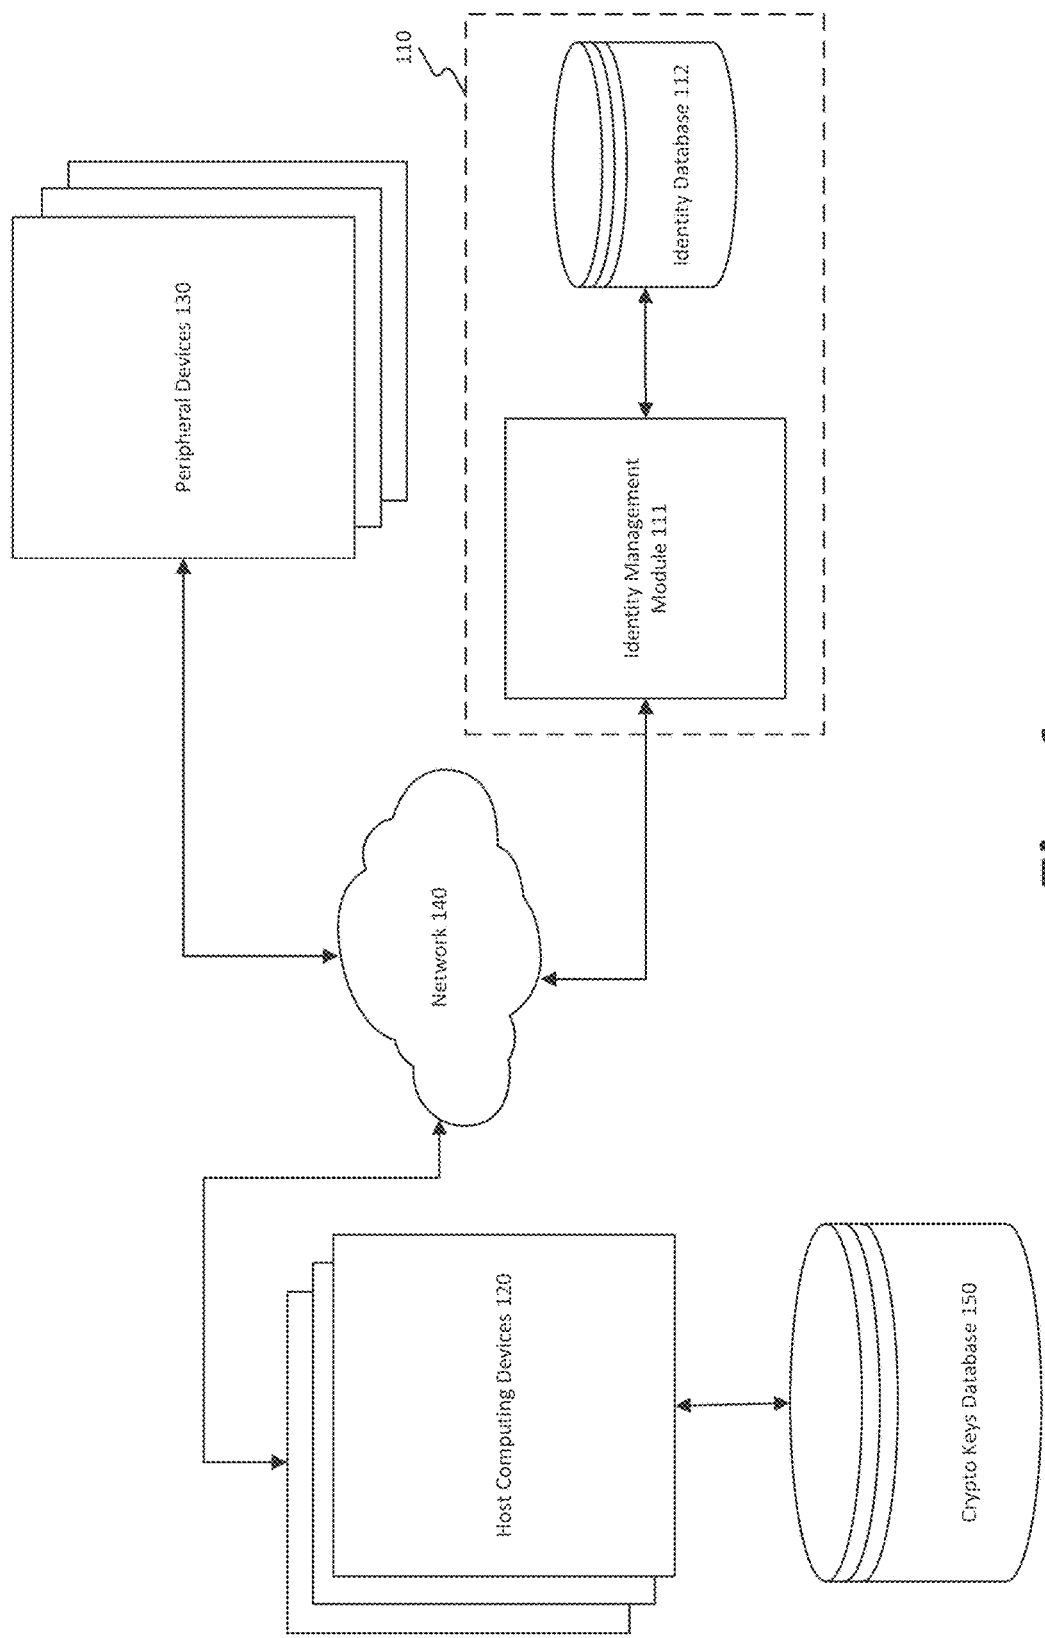 Host Computing Devices 120
Crypto Keys Database 150
Network 140
Peripheral Devices 130
110
Identity Management
Module 111
Identity Database 112